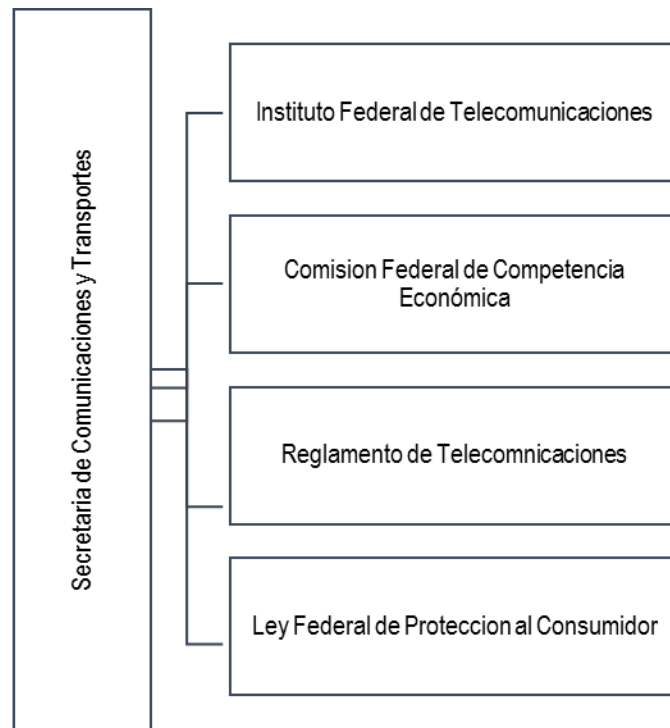 Secretaria de Comunicaciones y Transportes
Instituto Federal de Telecomunicaciones
Comision Federal de Competencia
Económica
Reglamento de Telecomnicaciones
Ley Federal de Proteccion al Consumidor